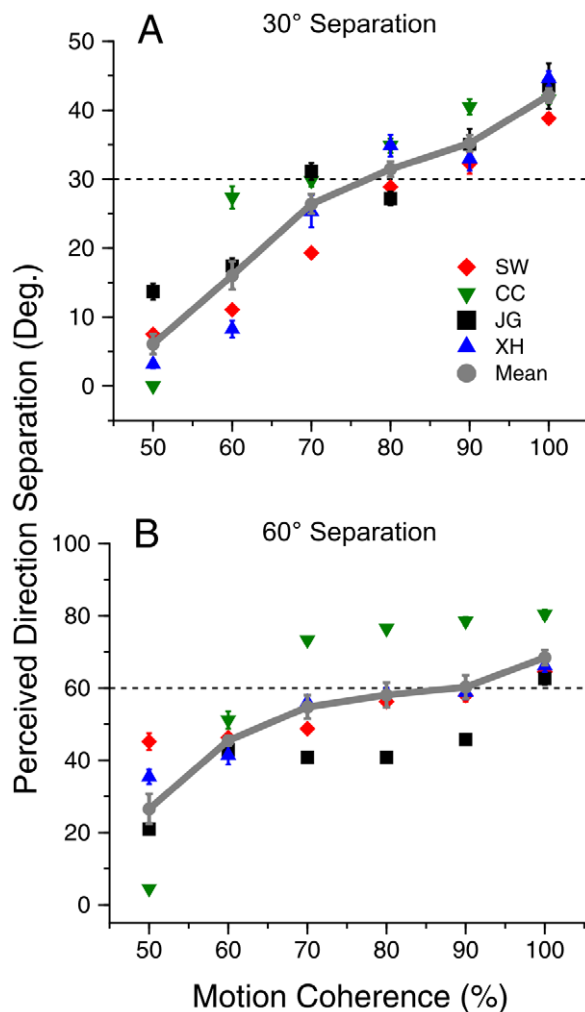 A
30° Separation
50
40
30
20
10
0
SW
CC
JG
XH
Mean
50 60 70 80 90 100
Perceived Direction Separation (Deg.)
B
60° Separation
100
80
60
40
20
0
50 60 70 80 90 100
Motion Coherence (%)